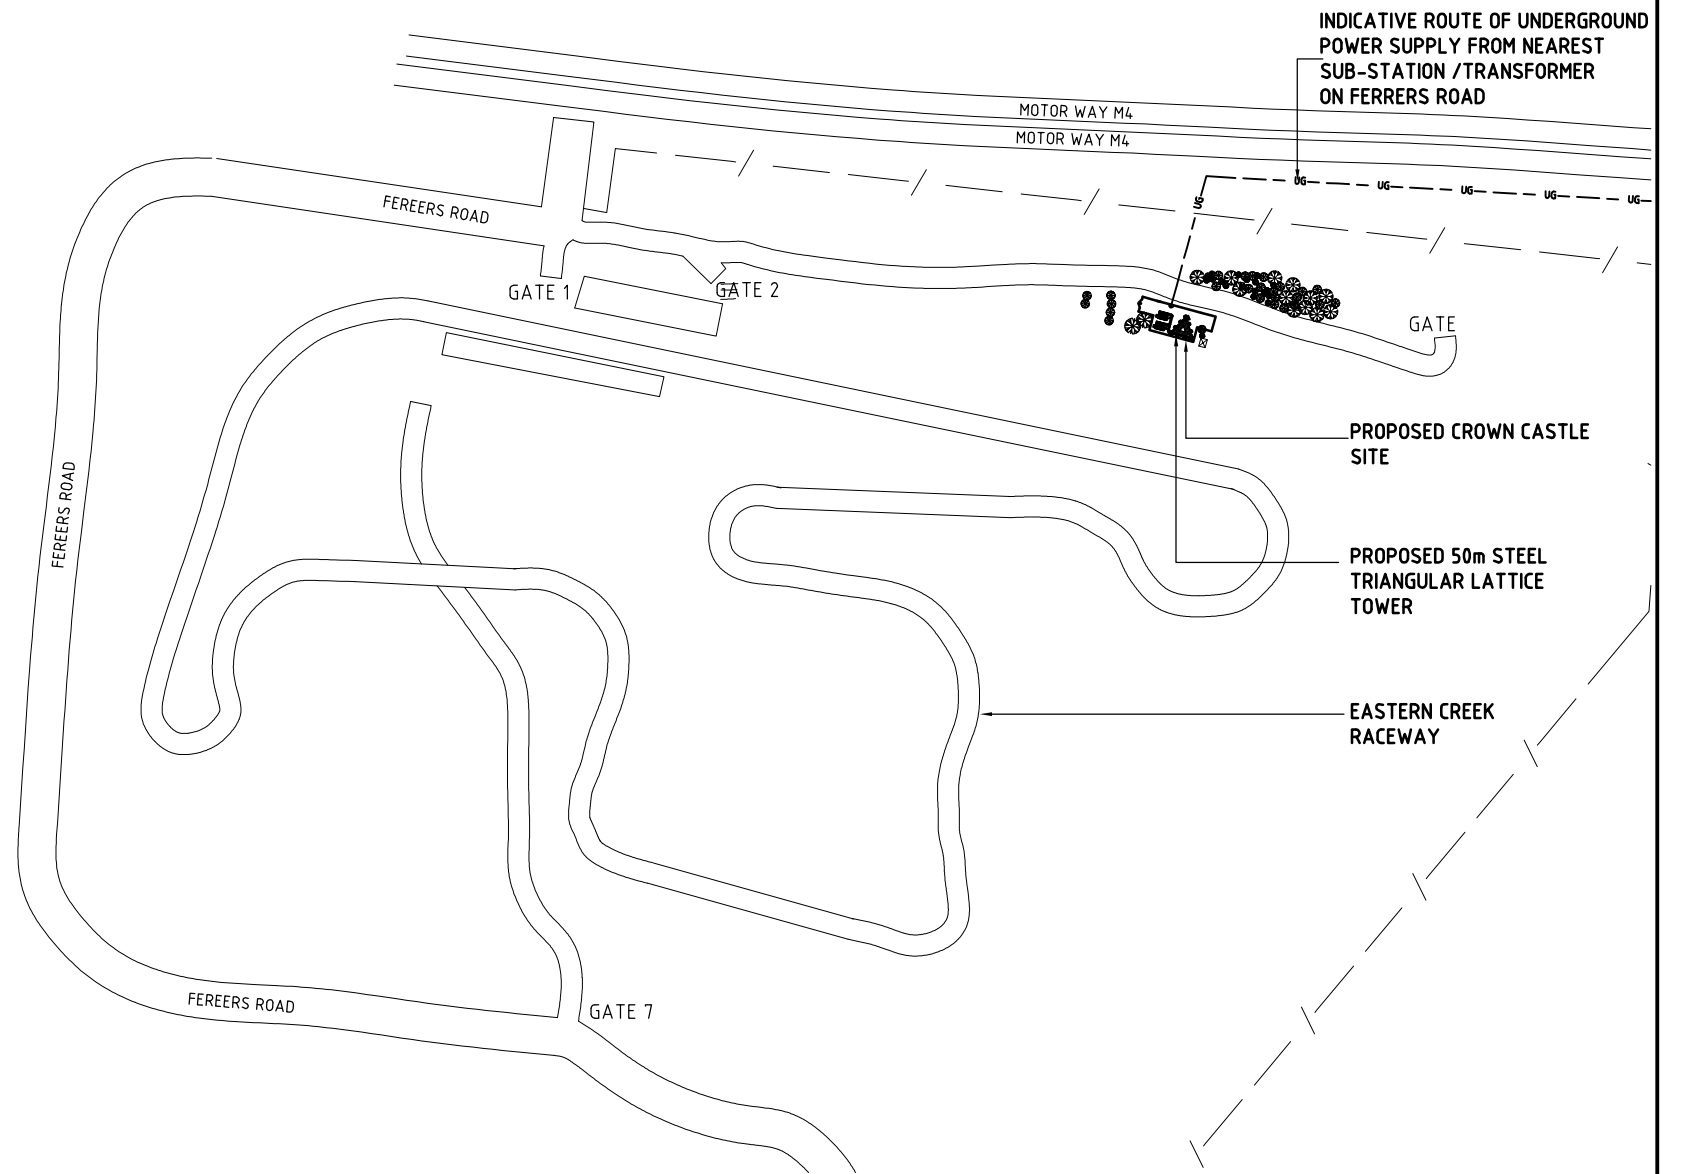 INDICATIVE ROUTE OF UNDERGROUND
POWER SUPPLY FROM NEAREST
SUB-STATION /TRANSFORMER
ON FERRERS ROAD
MOTOR WAY M4
MOTOR WAY M4
UG
UG
UG
UG
UG
UG
FEREERS ROAD
GATE 1
GATE 2
GATE
PROPOSED CROWN CASTLE
SITE
FEREERS ROAD
PROPOSED 50m STEEL
TRIANGULAR LATTICE
TOWER
EASTERN CREEK
RACEWAY
FEREERS ROAD
GATE 7